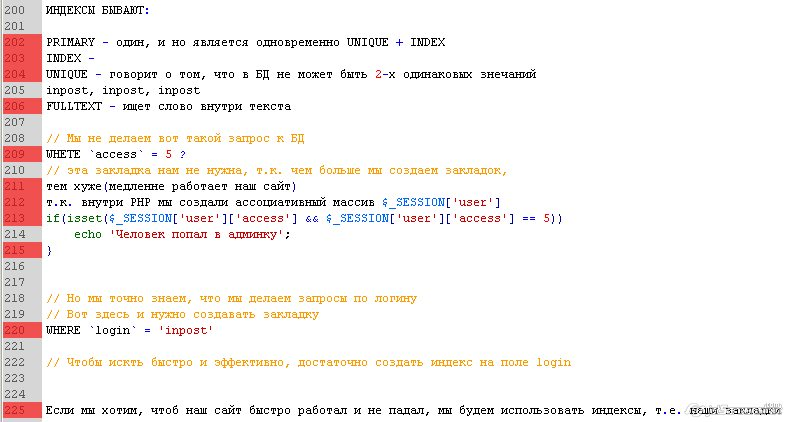 200 ИНДЕКСЫ БЫВАЮТ:
201
202 PRIMARY - один, и но является одновременно UNIQUE + INDEX
203 INDEX -
204 UNIQUE - говорит о том, что в БД не может быть 2-х одинаковых знечаний
205 inpost, inpost, inpost
206 FULLTEXT - ищет слово внутри текста
207
208 // Мы не делаем вот такой запрос к БД
209 WHETE `access` = 5 ?
210 // эта закладка нам не нужна, т.к. чем больше мы создаем закладок,
211 тем хуже(медленне работает наш сайт)
212 т.к. внутри PHP мы создали ассоциативный массив $_SESSION['user']
213 if(isset($_SESSION['user']['access'] && $_SESSION['user']['access'] == 5))
214 echo 'Человек попал в админку';
215 }
216
217
218 // Но мы точно знаем, что мы делаем запросы по логину
219 // Вот здесь и нужно создавать закладку
220 WHERE `login` = 'inpost'
221
222 // Чтобы искть быстро и эффективно, достаточно создать индекс на поле login
223
224
225 Если мы хотим, чтоб наш сайт быстро работал и не падал, мы будем использовать индексы, т.е. наши закладки